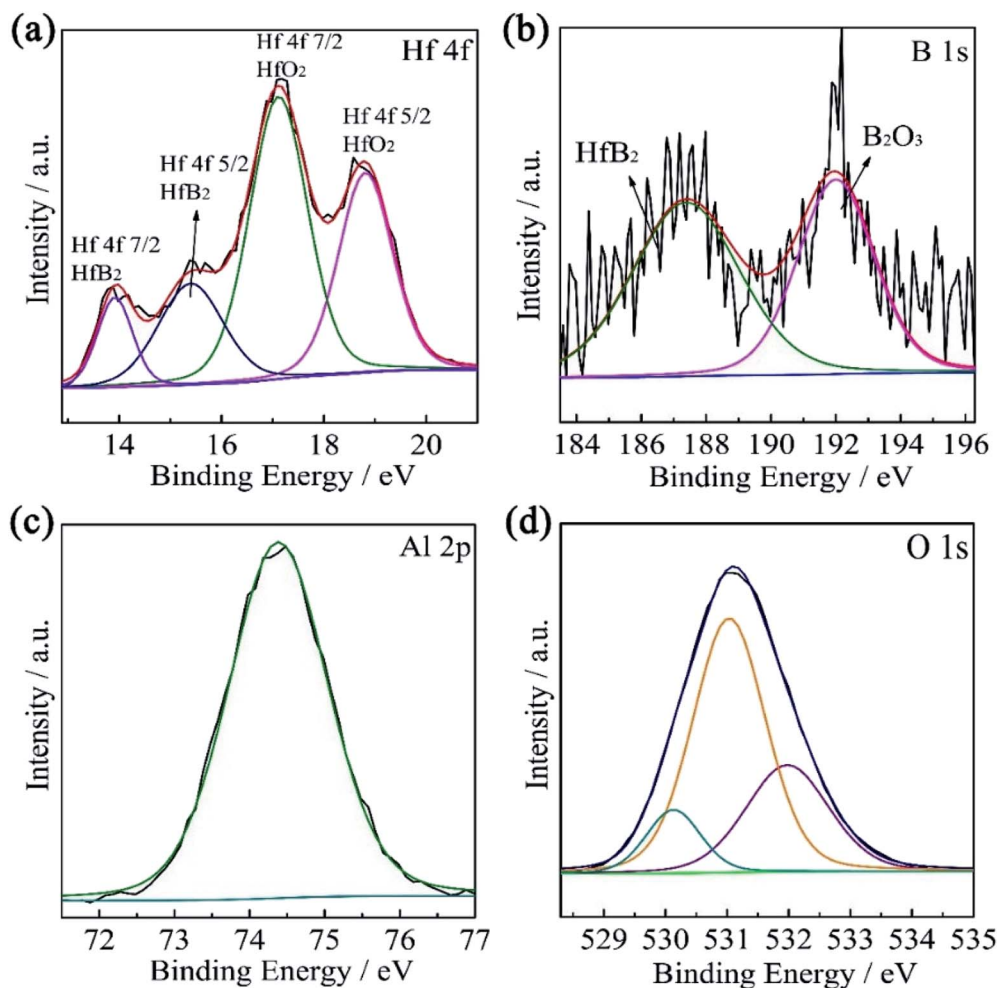 (a)
Hf 4f
Hf 4f 7/2
HfO₂
Hf 4f 5/2
HfO₂
Hf 4f 5/2
HfB₂
Hf 4f 7/2
HfB₂
Intensity / a.u.
14 16 18 20
Binding Energy / eV
(b)
B 1s
HfB₂
B₂O₃
Intensity / a.u.
184 186 188 190 192 194 196
Binding Energy / eV
(c)
Al 2p
Intensity / a.u.
72 73 74 75 76 77
Binding Energy / eV
(d)
O 1s
Intensity / a.u.
529 530 531 532 533 534 535
Binding Energy / eV